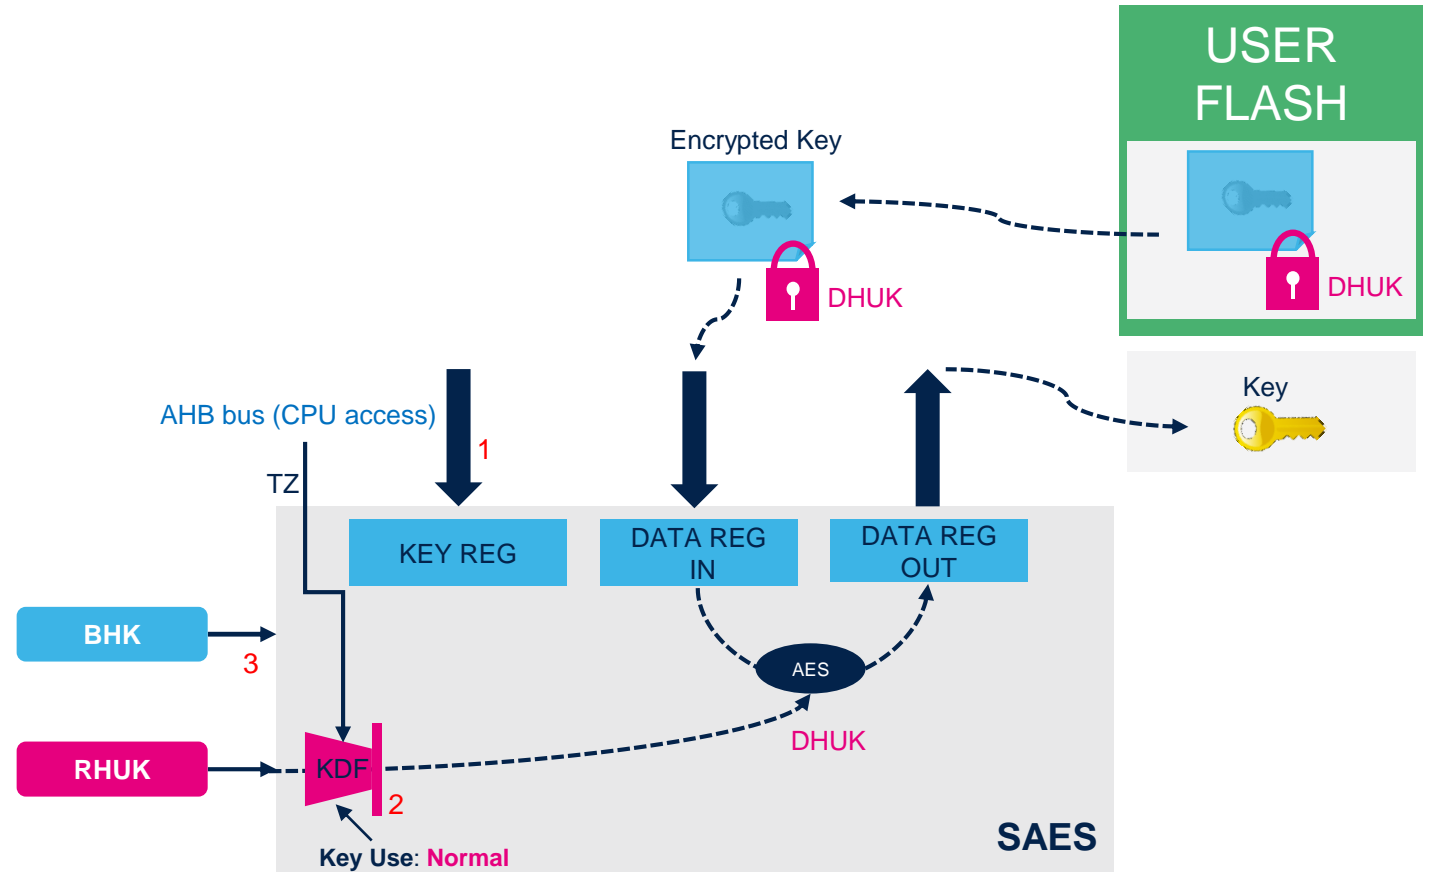 USER
FLASH
Encrypted Key
DHUK
DHUK
Key
AHB bus (CPU access)
1
TZ
KEY REG
DATA REG
IN
DATA REG
OUT
BHK
3
AES
DHUK
RHUK
KDF
2
SAES
Key Use: Normal